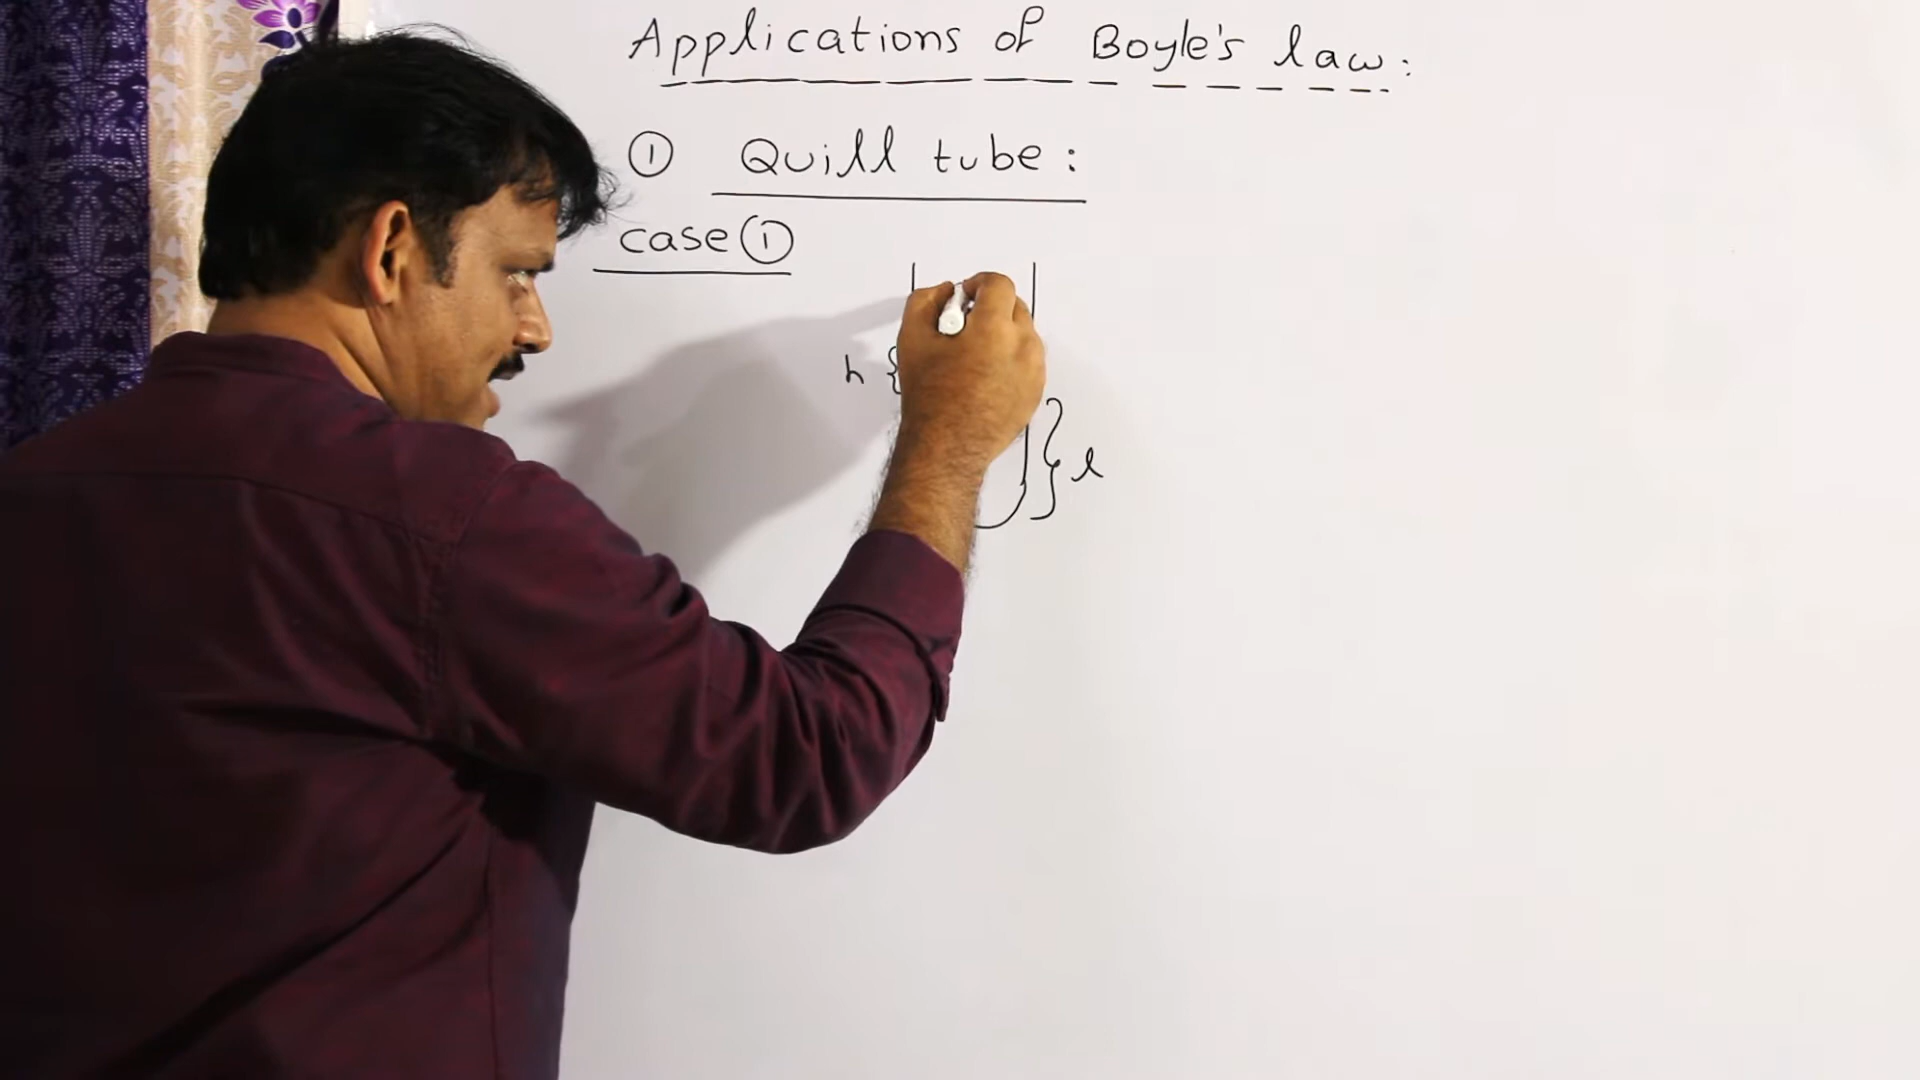 Applications of Boyle's law:
① Quill tube:
case ①
h {
} l